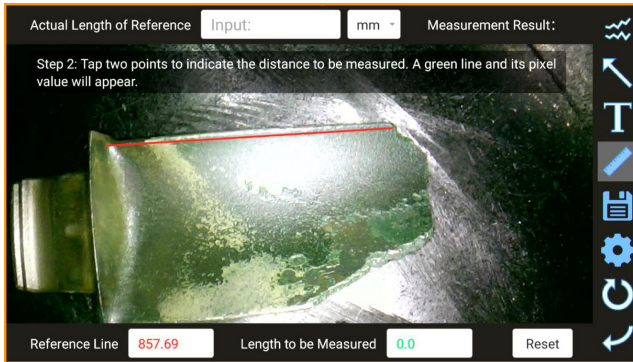 Actual Length of Reference Input: mm Measurement Result:
Step 2: Tap two points to indicate the distance to be measured. A green line and its pixel
value will appear.
T
Reference Line 857.69 Length to be Measured 0.0 Reset